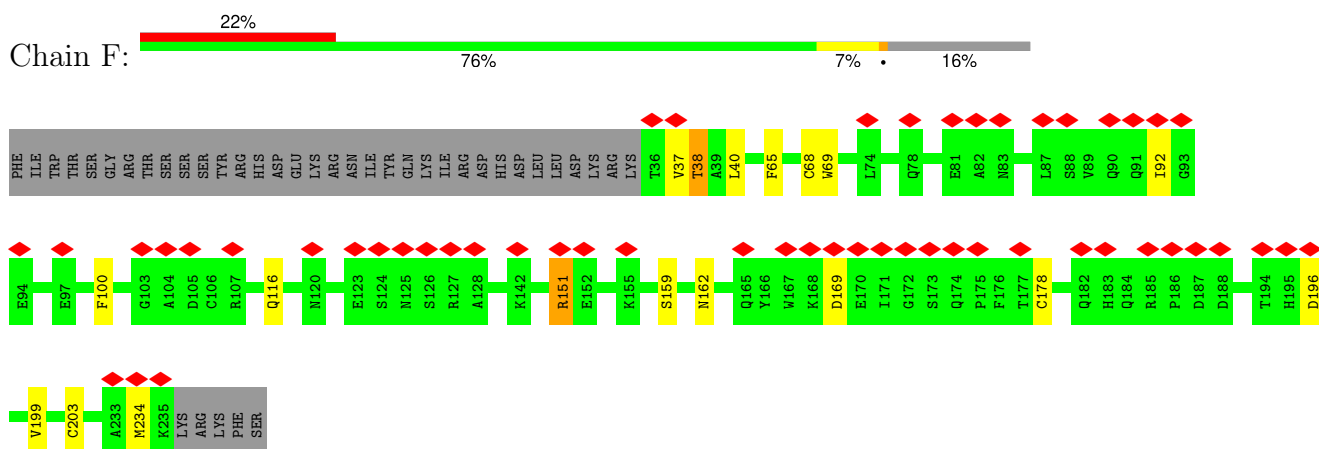 22%
Chain F:
76% 7% • 16%
PHE ILE TRP THR THR SER GLY ARG THR SER SER SER SER TYR ARG HIS ASP GLU LYS ARG ASN ILE TYR GLN LYS ILE ARG ASP HIS ASP LEU LEU ASP LYS ARG LYS T36 V37 T38 A39 L40 F65 C68 W69 L74 Q78 E81 A82 N83 L87 S88 V89 Q90 Q91 I92 G93
E94 E97 F100 G103 A104 D105 C106 R107 Q116 N120 E123 S124 N125 S126 R127 A128 K142 R151 E152 K155 S159 N162 Q165 Y166 W167 K168 D169 E170 I171 G172 S173 Q174 P175 F176 T177 C178 Q182 H183 Q184 R185 P186 D187 D188 T194 H195 D196
V199 C203 A233 M234 K235 LYS ARG LYS PHE SER